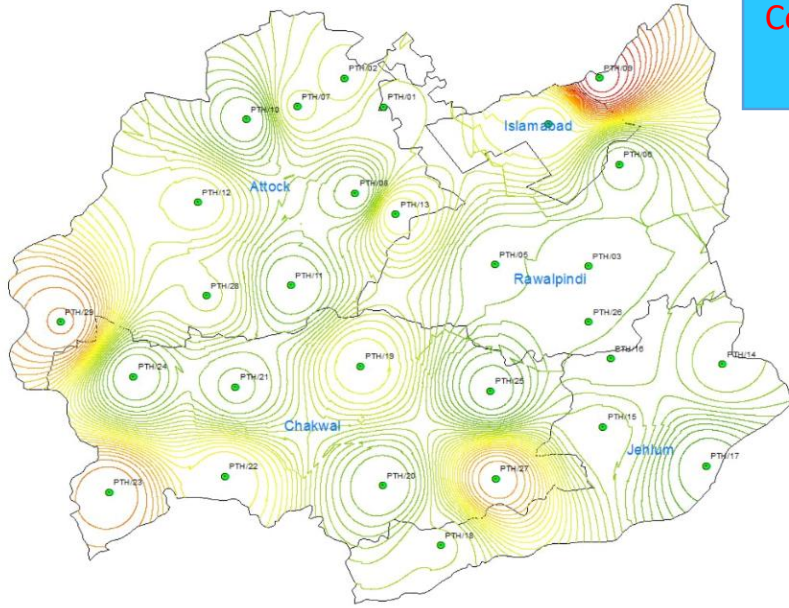 Co
PTH/02
PTH/09
PTH/07
PTH/01
PTH/10
Islamabad
PTH/06
Attock
PTH/08
PTH/12
PTH/13
PTH/05
PTH/03
Rawalpindi
PTH/11
PTH/28
PTH/29
PTH/26
PTH/16
PTH/19
PTH/14
PTH/24
PTH/21
PTH/25
Chakwal
PTH/15
Jehlum
PTH/17
PTH/22
PTH/27
PTH/20
PTH/23
PTH/18